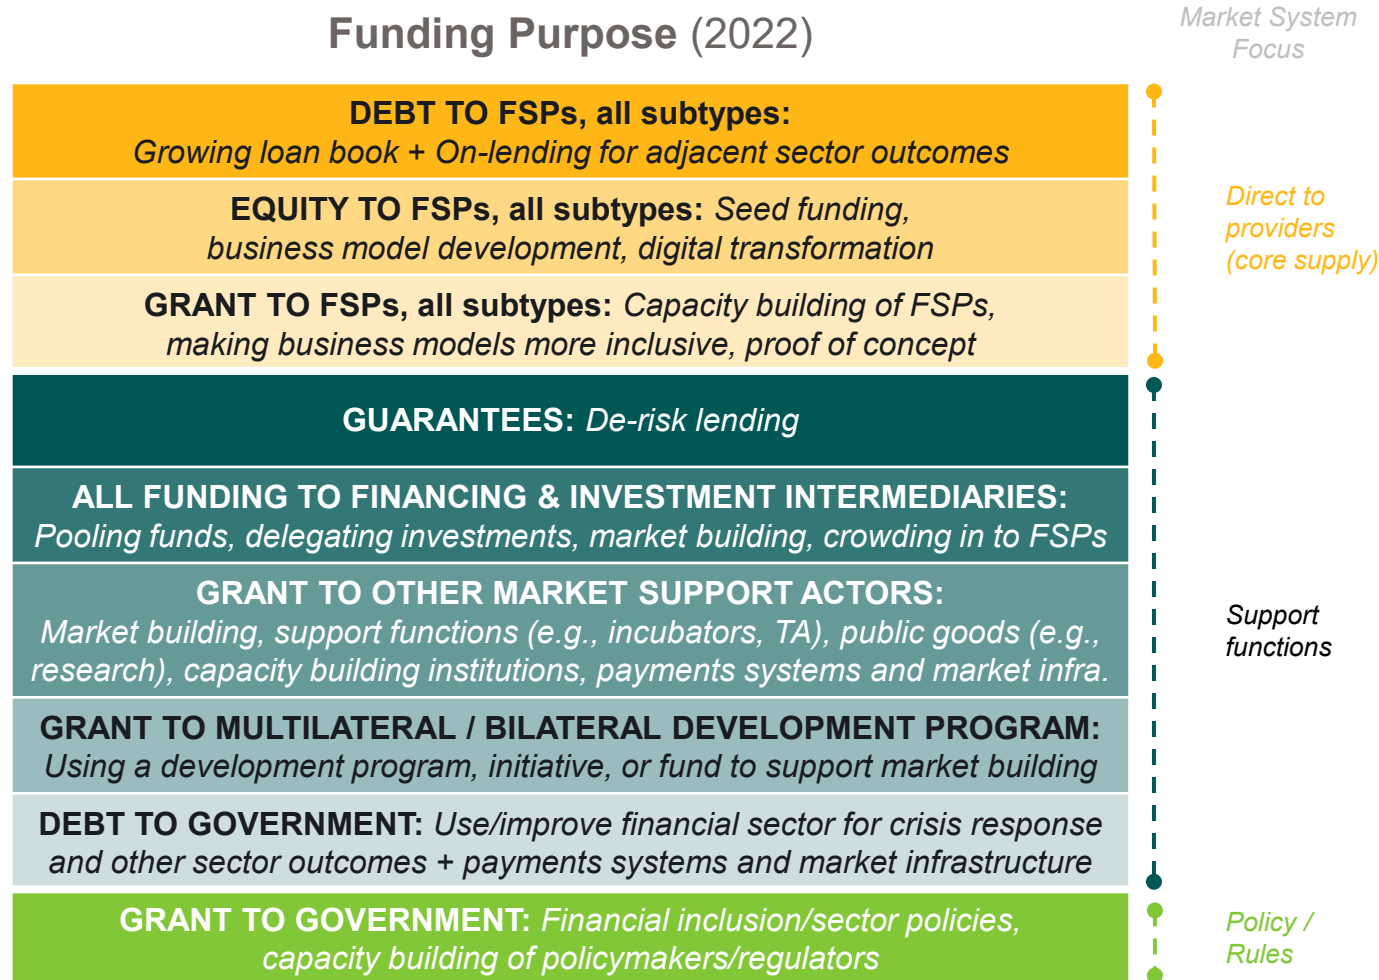 Funding Purpose (2022)
Market System
Focus
DEBT TO FSPs, all subtypes:
Growing loan book + On-lending for adjacent sector outcomes
EQUITY TO FSPs, all subtypes: Seed funding,
business model development, digital transformation
GRANT TO FSPs, all subtypes: Capacity building of FSPs,
making business models more inclusive, proof of concept
Direct to
providers
(core supply)
GUARANTEES: De-risk lending
ALL FUNDING TO FINANCING & INVESTMENT INTERMEDIARIES:
Pooling funds, delegating investments, market building, crowding in to FSPs
GRANT TO OTHER MARKET SUPPORT ACTORS:
Market building, support functions (e.g., incubators, TA), public goods (e.g.,
research), capacity building institutions, payments systems and market infra.
GRANT TO MULTILATERAL / BILATERAL DEVELOPMENT PROGRAM:
Using a development program, initiative, or fund to support market building
DEBT TO GOVERNMENT: Use/improve financial sector for crisis response
and other sector outcomes + payments systems and market infrastructure
Support
functions
GRANT TO GOVERNMENT: Financial inclusion/sector policies,
capacity building of policymakers/regulators
Policy /
Rules